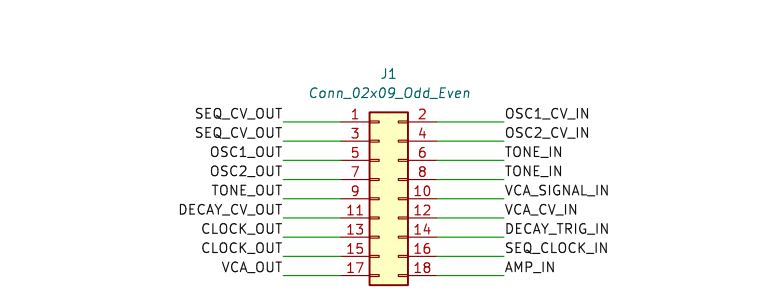 J1
Conn_02x09_Odd_Even
SEQ_CV_OUT 1 2 OSC1_CV_IN
SEQ_CV_OUT 3 4 OSC2_CV_IN
OSC1_OUT 5 6 TONE_IN
OSC2_OUT 7 8 TONE_IN
TONE_OUT 9 10 VCA_SIGNAL_IN
DECAY_CV_OUT 11 12 VCA_CV_IN
CLOCK_OUT 13 14 DECAY_TRIG_IN
CLOCK_OUT 15 16 SEQ_CLOCK_IN
VCA_OUT 17 18 AMP_IN